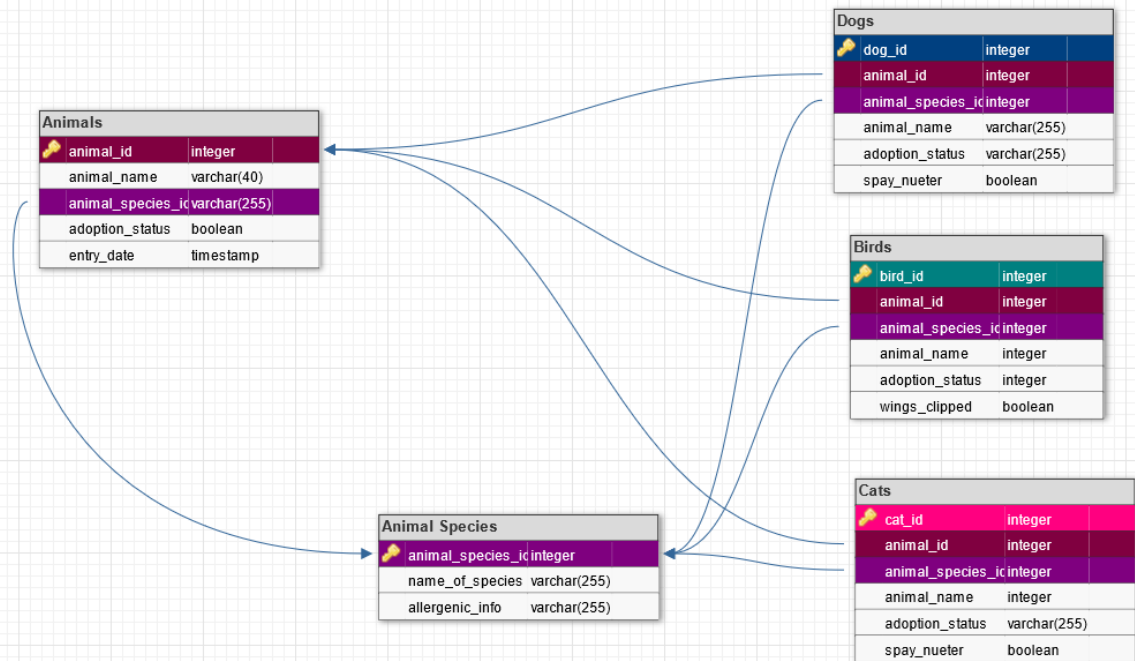 Dogs
dog_id integer
animal_id integer
animal_species_id integer
animal_name varchar(255)
adoption_status varchar(255)
spay_nueter boolean
Animals
animal_id integer
animal_name varchar(40)
animal_species_id varchar(255)
adoption_status boolean
entry_date timestamp
Birds
bird_id integer
animal_id integer
animal_species_id integer
animal_name integer
adoption_status integer
wings_clipped boolean
Animal Species
animal_species_id integer
name_of_species varchar(255)
allergenic_info varchar(255)
Cats
cat_id integer
animal_id integer
animal_species_id integer
animal_name integer
adoption_status varchar(255)
spay_nueter boolean